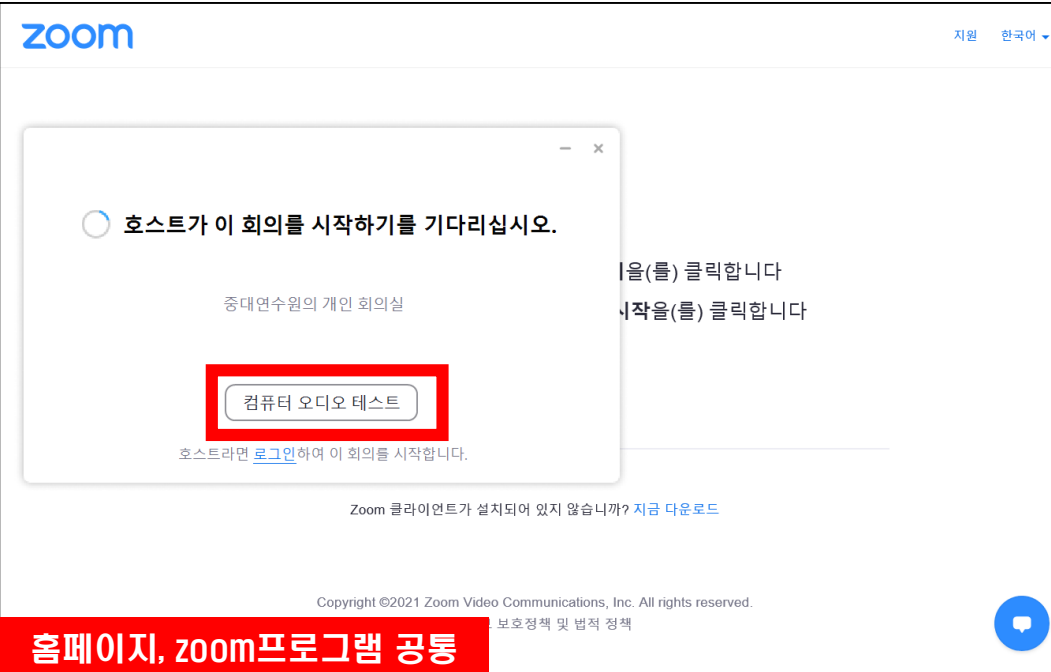 zoom
지원 한국어
호스트가 이 회의를 시작하기를 기다리십시오.
을(를) 클릭합니다
중대연수원의 개인 회의실
시작을(를) 클릭합니다
컴퓨터 오디오 테스트
호스트라면 로그인하여 이 회의를 시작합니다.
Zoom 클라이언트가 설치되어 있지 않습니까? 지금 다운로드
Copyright ©2021 Zoom Video Communications, Inc. All rights reserved.
보호정책 및 법적 정책
홈페이지, zoom프로그램 공통